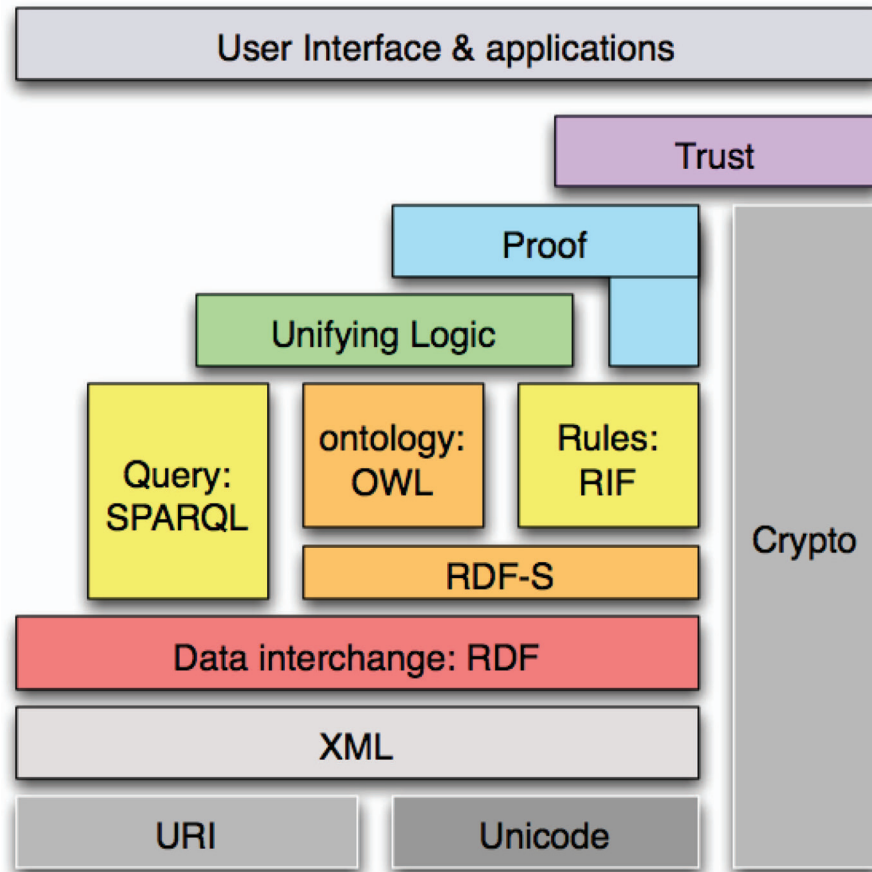 User Interface & applications
Trust
Proof
Unifying Logic
Query:
SPARQL
ontology:
OWL
Rules:
RIF
Crypto
RDF-S
Data interchange: RDF
XML
URI
Unicode